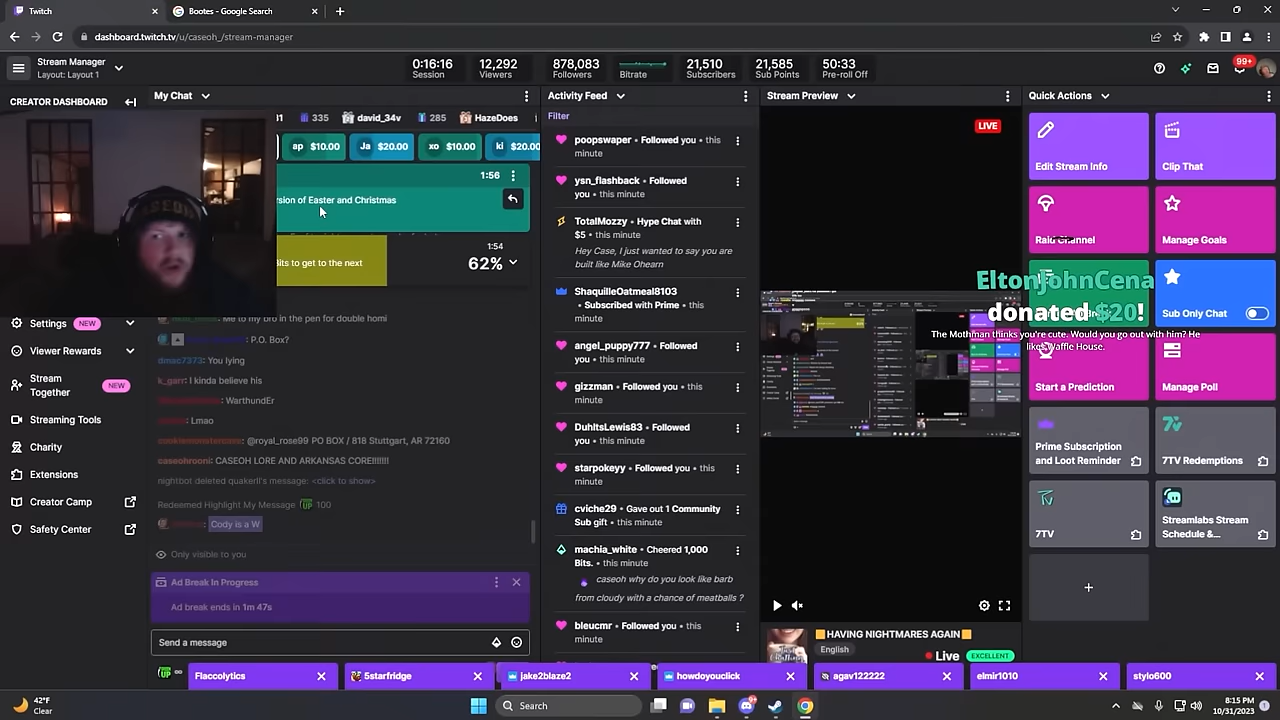 Twitch
Bootes - Google Search
dashboard.twitch.tv/u/caseoh_/stream-manager
Stream Manager
Layout: Layout 1
0:16:16
Session
12,292
Viewers
878,083
Followers
Bitrate
21,510
Subscribers
21,585
Sub Points
50:33
Pre-roll Off
99+
CREATOR DASHBOARD
My Chat
Activity Feed
Stream Preview
Quick Actions
335
david_34v
285
HazeDoes
Filter
ap $10.00
Ja $20.00
xo $10.00
ki $20.00
1:56
rsion of Easter and Christmas
1:54
Bits to get to the next
62%
Settings NEW
Viewer Rewards
Stream
Together NEW
Streaming Tools
Charity
Extensions
Creator Camp
Safety Center
Me to my bro in the pen for double homi
: P.O. Box?
: You lying
I kinda believe his
: WarthundEr
: @royal_rose99 PO BOX / 818 Stuttgart, AR 72160
caseohrooni: CASEOH LORE AND ARKANSAS CORE!!!!!!!
nightbot deleted quakerll's message: <click to show>
Redeemed Highlight My Message UP 100
: Cody is a W
Only visible to you
Ad Break In Progress
Ad break ends in 1m 47s
Send a message
poopswaper • Followed you • this
minute
ysn_flashback • Followed
you • this minute
TotalMozzy • Hype Chat with
$5 • this minute
Hey Case, I just wanted to say you are
built like Mike Ohearn
ShaquilleOatmeal8103
• Subscribed with Prime • this
minute
angel_puppy777 • Followed
you • this minute
gizzman • Followed you • this
minute
DuhItsLewis83 • Followed
you • this minute
starpokeyy • Followed you • this
minute
cviche29 • Gave out 1 Community
Sub gift • this minute
1,000
Bits. • this minute
caseoh why do you look like barb
from cloudy with a chance of meatballs ?
bleucmr • Followed you • this
minute
LIVE
HAVING NIGHTMARES AGAIN
English
Live EXCELLENT
Edit Stream Info
Clip That
Raid Channel
Manage Goals
Sub Only Chat
Start a Prediction
Manage Poll
Prime Subscription
and Loot Reminder
7TV Redemptions
7TV
Streamlabs Stream
Schedule &...
EltonJohnCena
donated $20!
The Mothman thinks you're cute. Would you go out with him? He
likes Waffle House.
UP
Flaccolytics
5starfridge
jake2blaze2
howdoyouclick
agav122222
elmir1010
stylo600
42°F
Clear
Search
8:15 PM
10/31/2023